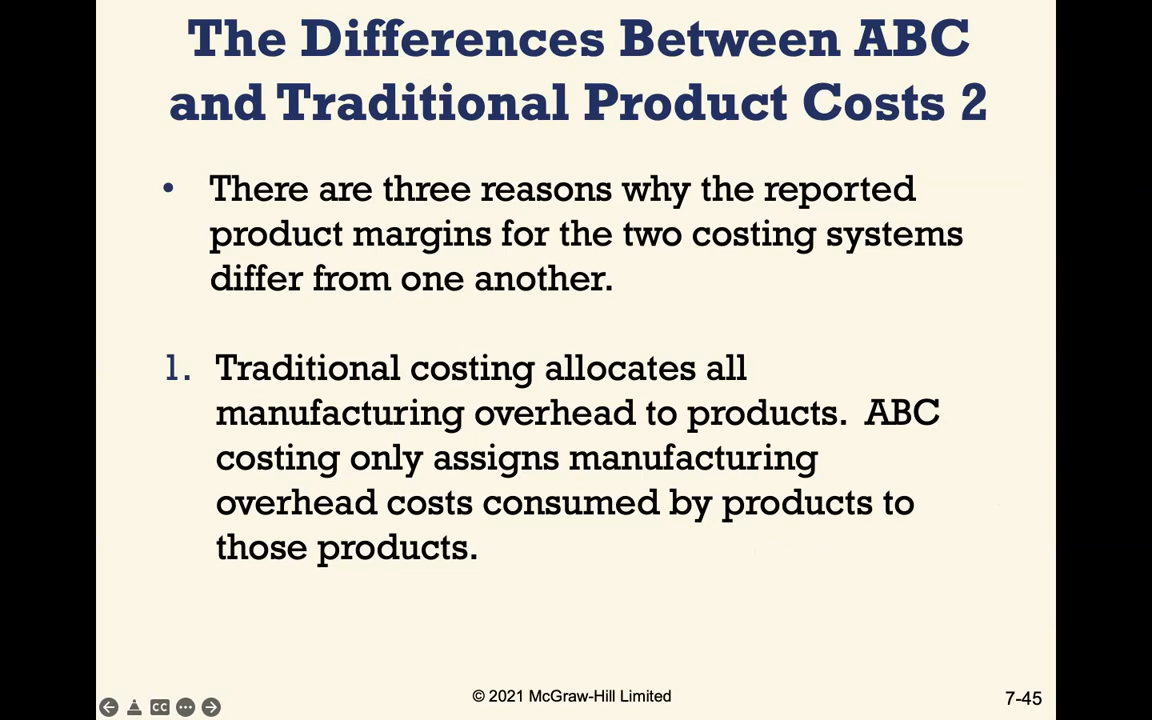 The Differences Between ABC
and Traditional Product Costs 2
• There are three reasons why the reported
product margins for the two costing systems
differ from one another.
1. Traditional costing allocates all
manufacturing overhead to products.  ABC
costing only assigns manufacturing
overhead costs consumed by products to
those products.
CC
© 2021 McGraw-Hill Limited
7-45